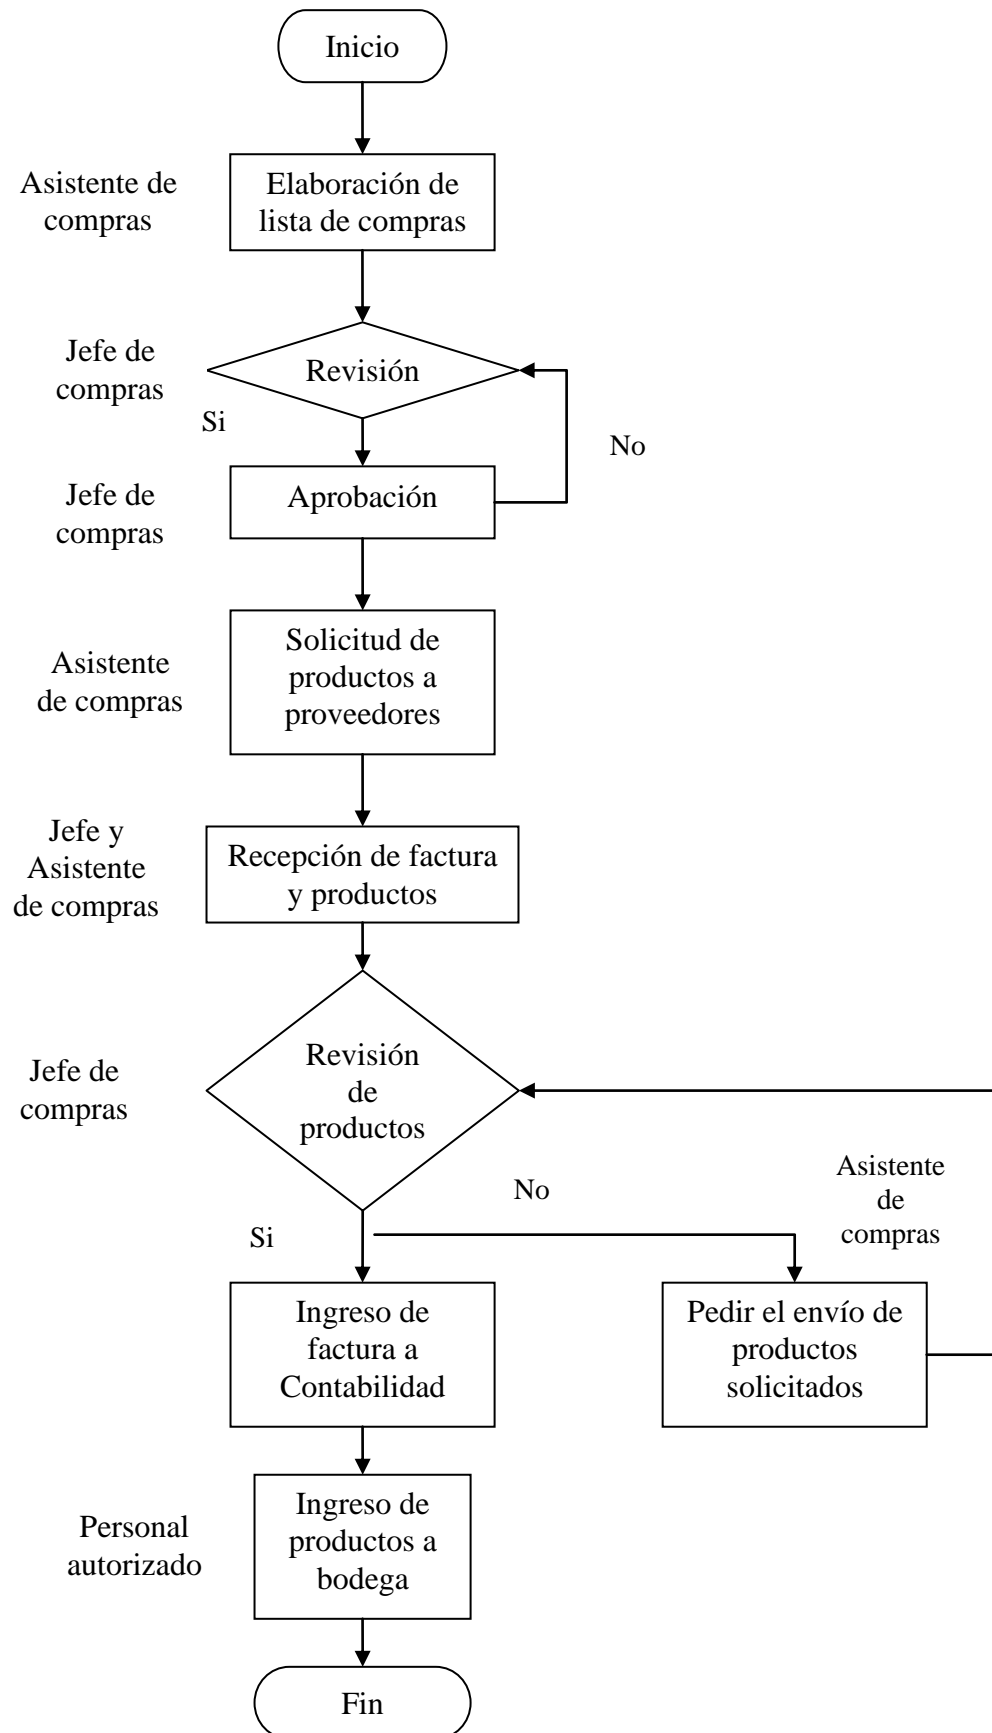 Inicio
Asistente de
compras
Elaboración de
lista de compras
Jefe de
compras
Revisión
Si
No
Jefe de
compras
Aprobación
Asistente
de compras
Solicitud de
productos a
proveedores
Jefe y
Asistente
de compras
Recepción de factura
y productos
Jefe de
compras
Revisión
de
productos
No
Asistente
de
compras
Si
Ingreso de
factura a
Contabilidad
Pedir el envío de
productos
solicitados
Personal
autorizado
Ingreso de
productos a
bodega
Fin